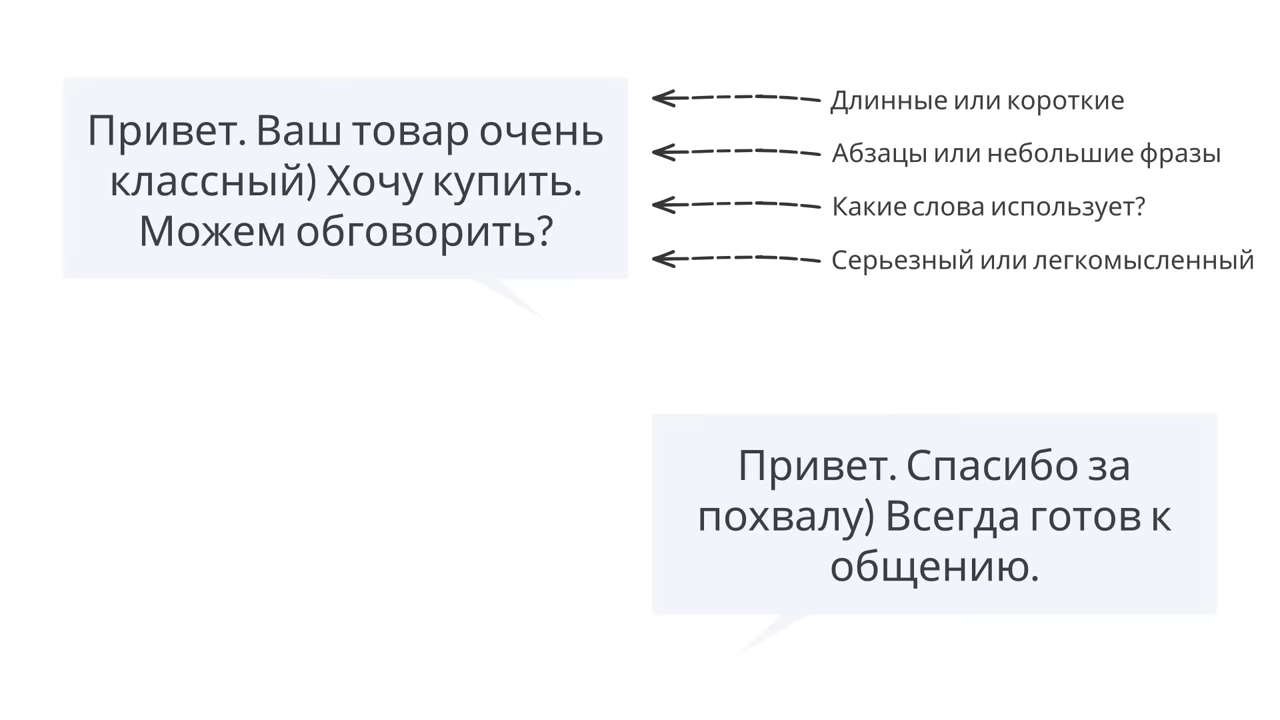 Привет. Ваш товар очень
классный) Хочу купить.
Можем обговорить?
Длинные или короткие
Абзацы или небольшие фразы
Какие слова использует?
Серьезный или легкомысленный
Привет. Спасибо за
похвалу) Всегда готов к
общению.